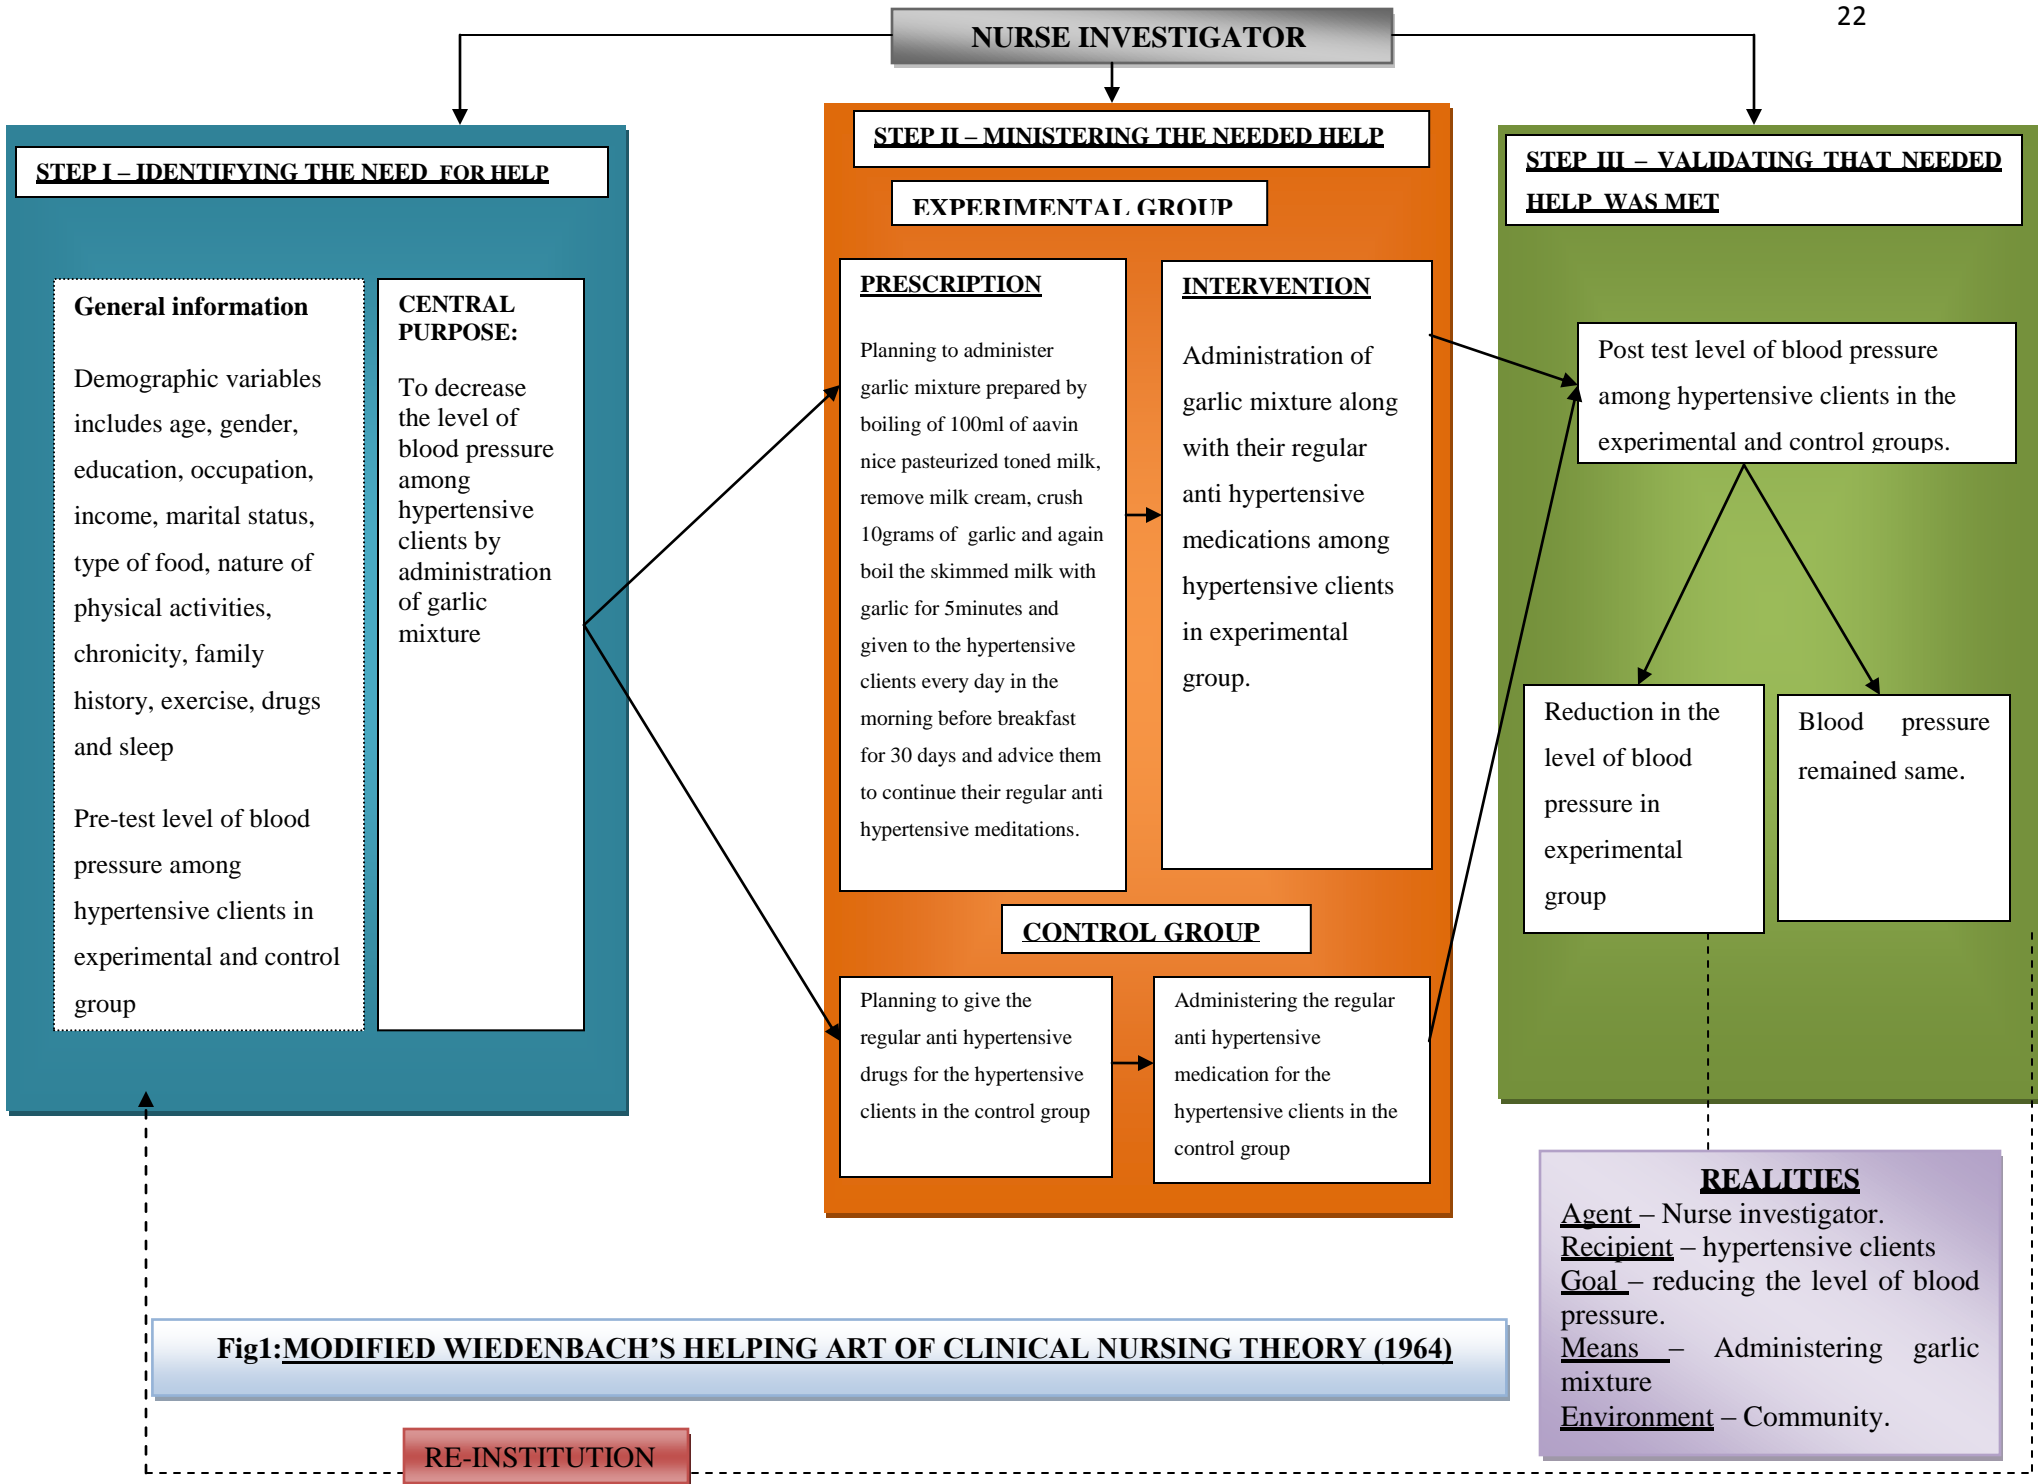 22
NURSE INVESTIGATOR
STEP I – IDENTIFYING THE NEED FOR HELP
General information
Demographic variables
includes age, gender,
education, occupation,
income, marital status,
type of food, nature of
physical activities,
chronicity, family
history, exercise, drugs
and sleep
Pre-test level of blood
pressure among
hypertensive clients in
experimental and control
group
CENTRAL
PURPOSE:
To decrease
the level of
blood pressure
among
hypertensive
clients by
administration
of garlic
mixture
STEP II – MINISTERING THE NEEDED HELP
EXPERIMENTAL GROUP
PRESCRIPTION
Planning to administer
garlic mixture prepared by
boiling of 100ml of aavin
nice pasteurized toned milk,
remove milk cream, crush
10grams of garlic and again
boil the skimmed milk with
garlic for 5minutes and
given to the hypertensive
clients every day in the
morning before breakfast
for 30 days and advice them
to continue their regular anti
hypertensive meditations.
INTERVENTION
Administration of
garlic mixture along
with their regular
anti hypertensive
medications among
hypertensive clients
in experimental
group.
CONTROL GROUP
Planning to give the
regular anti hypertensive
drugs for the hypertensive
clients in the control group
Administering the regular
anti hypertensive
medication for the
hypertensive clients in the
control group
STEP III – VALIDATING THAT NEEDED
HELP WAS MET
Post test level of blood pressure
among hypertensive clients in the
experimental and control groups.
Reduction in the
level of blood
pressure in
experimental
group
Blood pressure
remained same.
REALITIES
Agent – Nurse investigator.
Recipient – hypertensive clients
Goal – reducing the level of blood
pressure.
Means – Administering garlic
mixture
Environment – Community.
Fig1:MODIFIED WIEDENBACH'S HELPING ART OF CLINICAL NURSING THEORY (1964)
RE-INSTITUTION